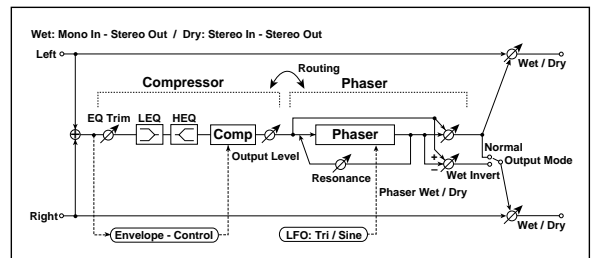 Wet: Mono In - Stereo Out / Dry: Stereo In - Stereo Out
Left
Wet / Dry
Routing
Compressor
Phaser
EQ Trim
LEQ
HEQ
Comp
Phaser
Output Level
Normal
Output Mode
+
−
Wet Invert
Resonance
Phaser Wet / Dry
Right
Wet / Dry
Envelope - Control
LFO: Tri / Sine